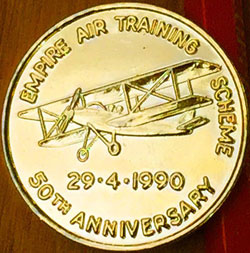 EMPIRE AIR TRAINING SCHEME
29·4·1990
50TH ANNIVERSARY